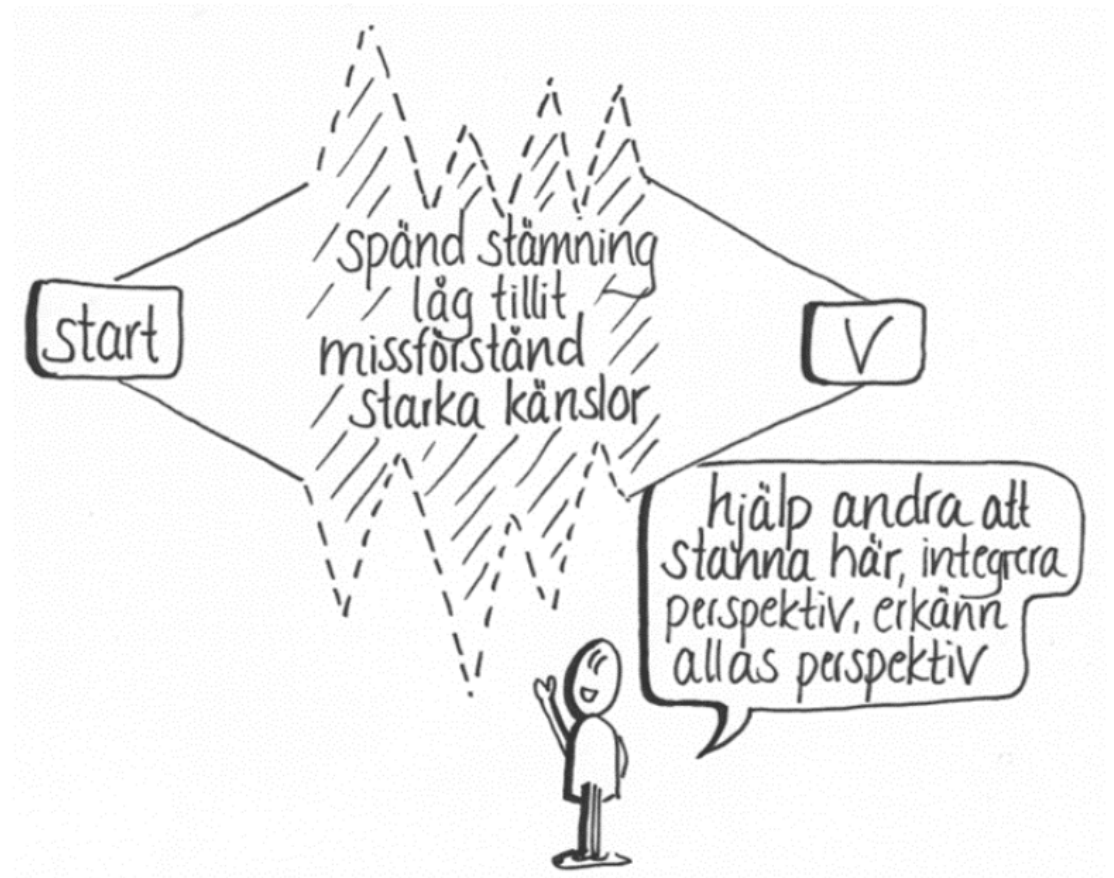 spänd stämning
låg tillit
missförstånd
starka känslor
start
V
hjälp andra att
stanna här, integrera
perspektiv, erkänn
allas perspektiv